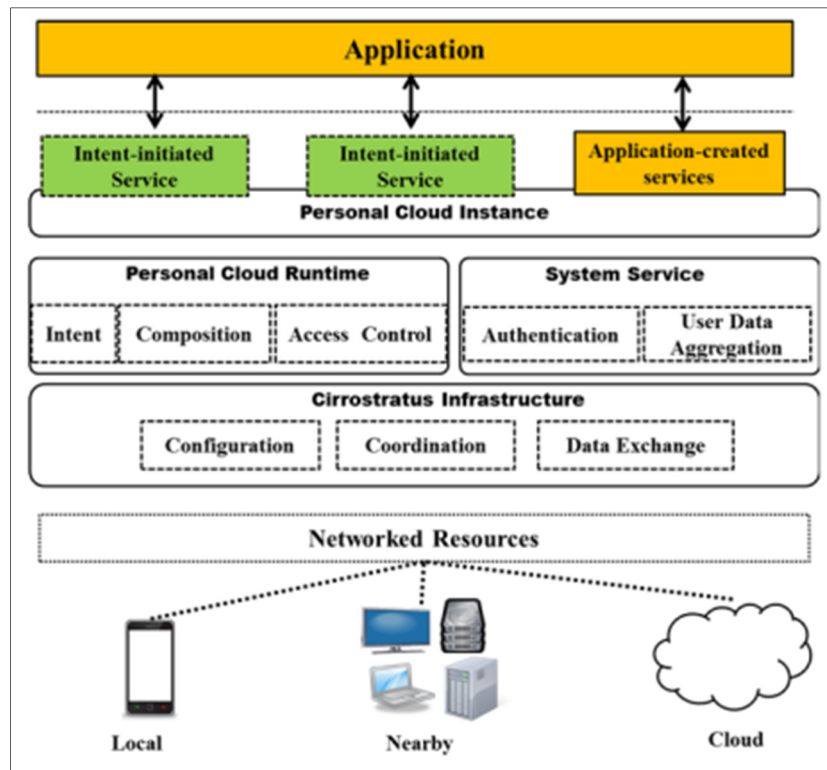 Application
Intent-initiated
Service
Intent-initiated
Service
Application-created
services
Personal Cloud Instance
Personal Cloud Runtime
System Service
Intent
Composition
Access Control
Authentication
User Data
Aggregation
Cirrostratus Infrastructure
Configuration
Coordination
Data Exchange
Networked Resources
Local
Nearby
Cloud